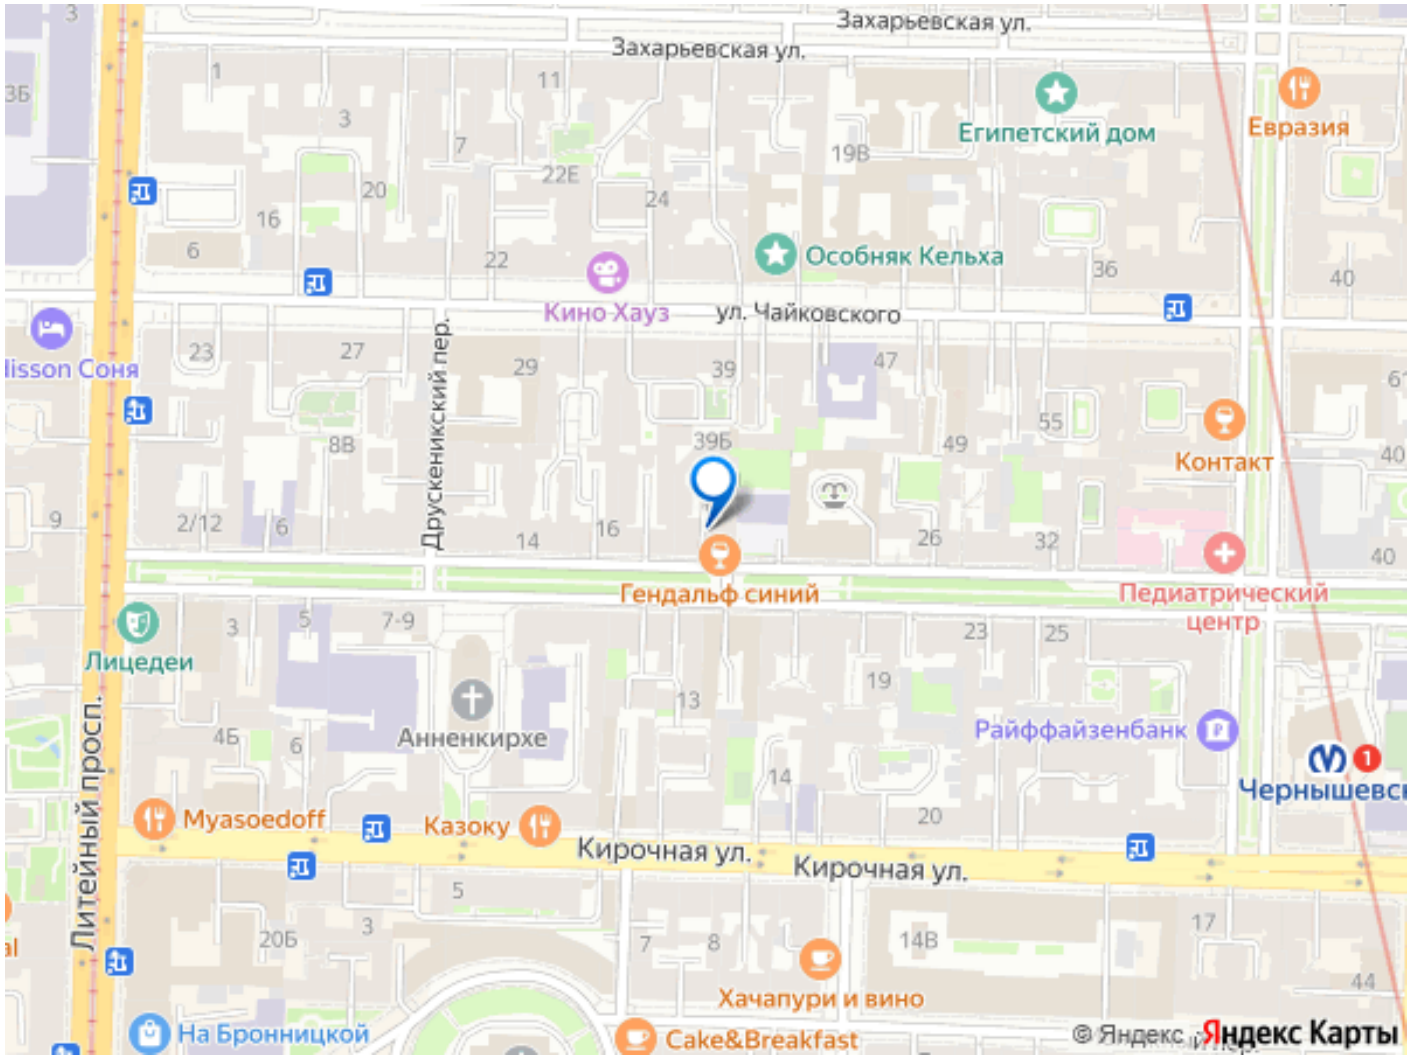 Захарьевская ул.
Захарьевская ул.
3
3Б
1
11
3
7
Египетский дом
Евразия
19В
22Е
24
20
16
6
22
Особняк Кельха
36
40
Кино Хауз
ул. Чайковского
lisson Соня
23
27
29
39
47
61
Друскеникский пер.
55
49
Контакт
8В
39Б
40
9
2/12
6
14
16
26
32
40
Гендальф синий
Педиатрический
центр
3
5
7-9
23
25
Лицедеи
13
19
Райффайзенбанк
Анненкирхе
4Б
6
14
1
Чернышевск
Литейный просп.
Myasoedoff
Казоку
20
Кирочная ул.
Кирочная ул.
5
3
20Б
7
8
14В
17
44
al
Хачапури и вино
На Бронницкой
Cake&Breakfast
© Яндекс
Яндекс Карты